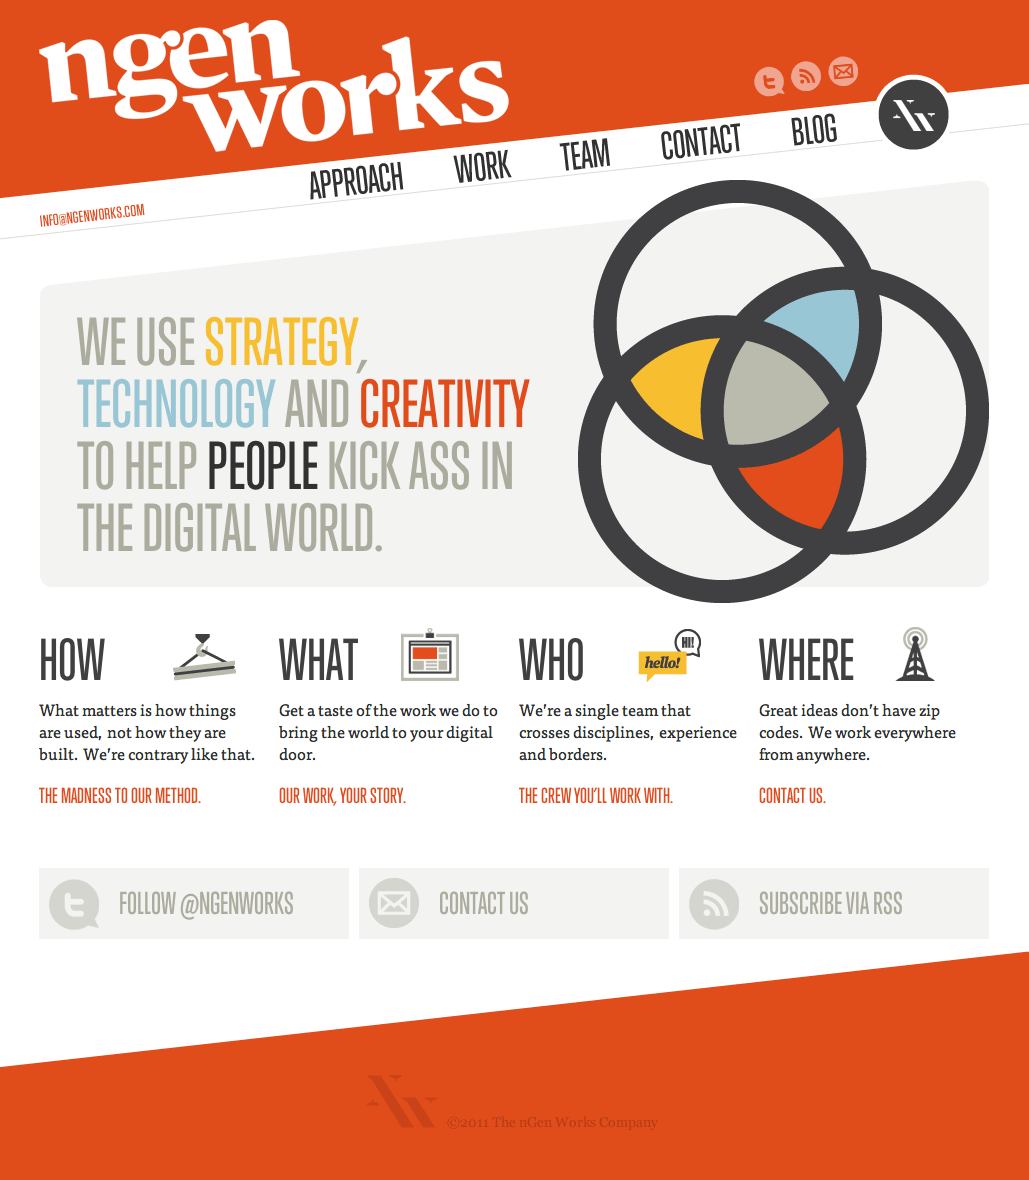 ngen
works
APPROACH
WORK
TEAM
CONTACT
BLOG
INFO@NGENWORKS.COM
WE USE STRATEGY,
TECHNOLOGY AND CREATIVITY
TO HELP PEOPLE KICK ASS IN
THE DIGITAL WORLD.
HOW
What matters is how things
are used, not how they are
built. We're contrary like that.
THE MADNESS TO OUR METHOD.
WHAT
Get a taste of the work we do to
bring the world to your digital
door.
OUR WORK, YOUR STORY.
WHO
HI!
hello!
We're a single team that
crosses disciplines, experience
and borders.
THE CREW YOU'LL WORK WITH.
WHERE
Great ideas don't have zip
codes. We work everywhere
from anywhere.
CONTACT US.
FOLLOW @NGENWORKS
CONTACT US
SUBSCRIBE VIA RSS
©2011 The nGen Works Company